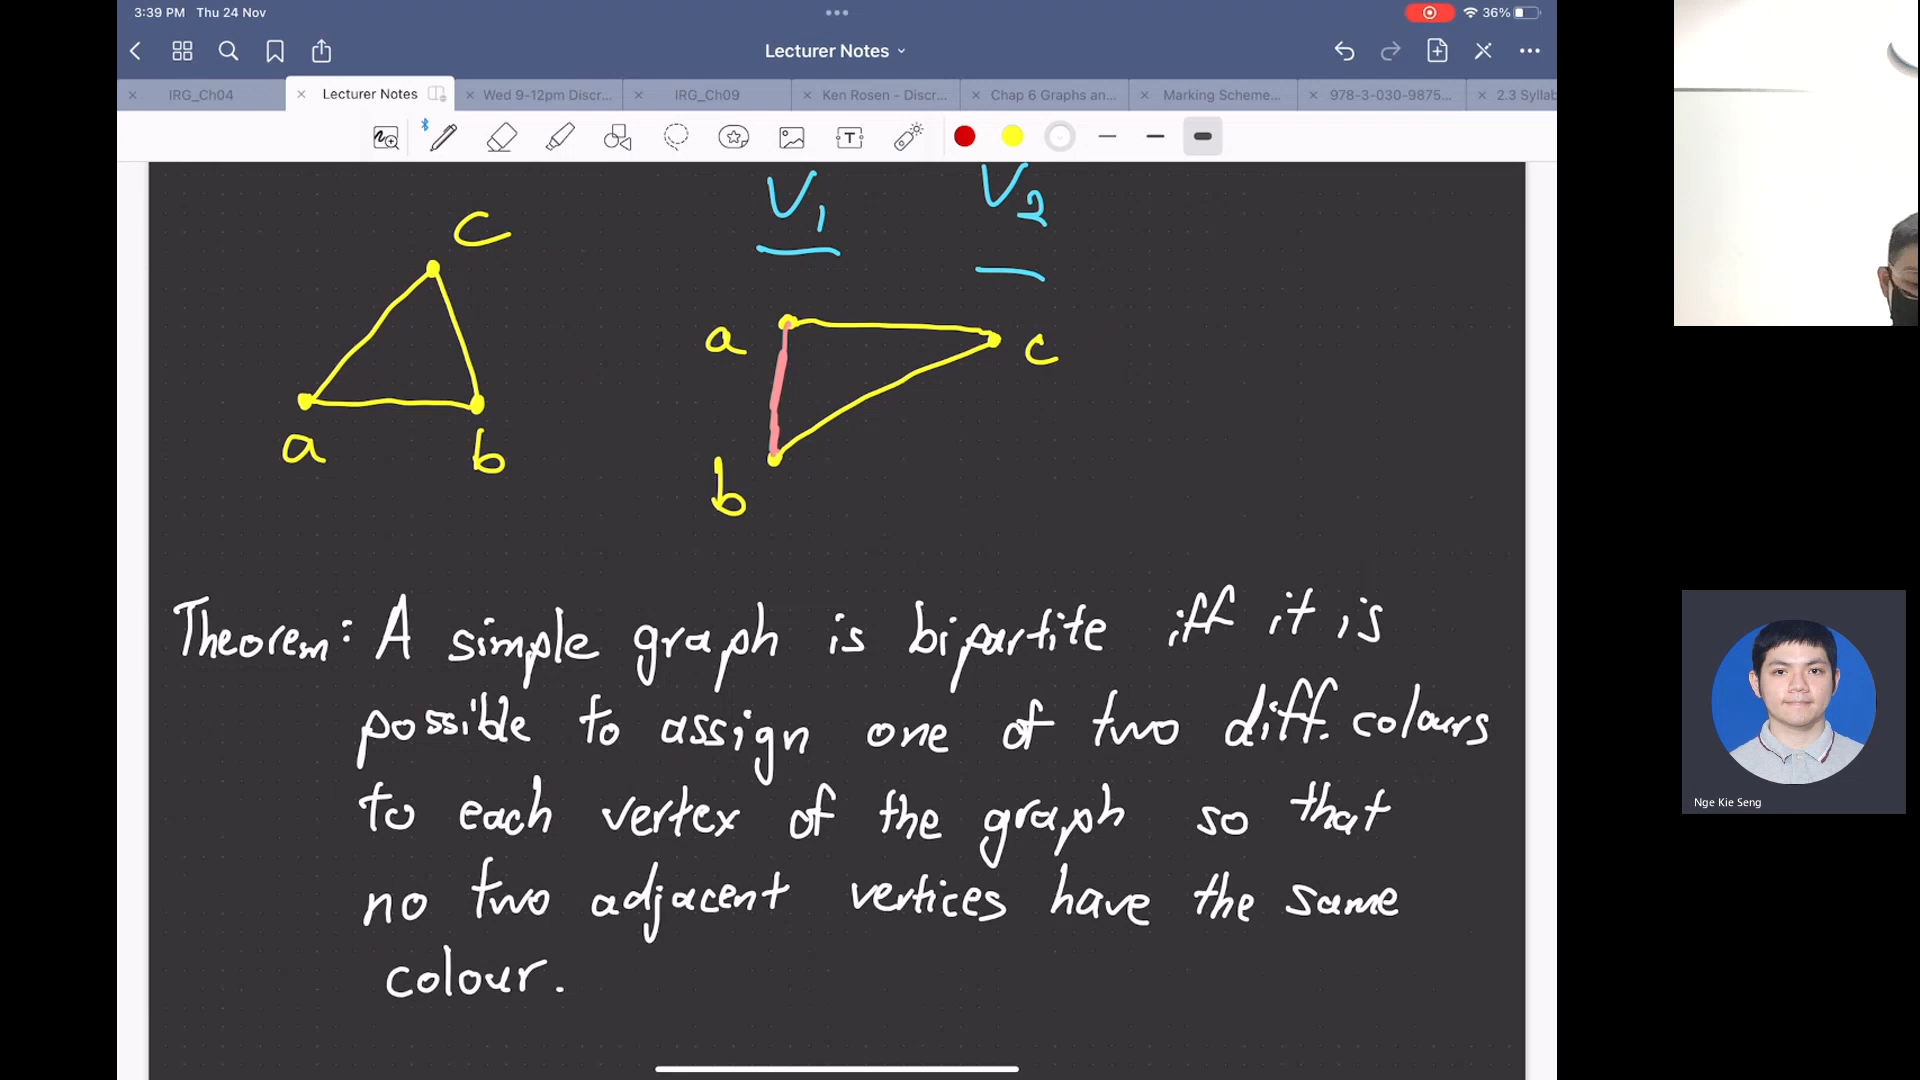 3:39 PM Thu 24 Nov
36%
Lecturer Notes
IRG_Ch04
Lecturer Notes
Wed 9-12pm Discr...
IRG_Ch09
Ken Rosen - Discr...
Chap 6 Graphs an...
Marking Scheme...
978-3-030-9875...
2.3 Syllab
T
V1 V2
c
a b
a c
b
Theorem: A simple graph is bipartite iff it is
possible to assign one of two diff. colours
to each vertex of the graph so that
no two adjacent vertices have the same
colour.
Nge Kie Seng